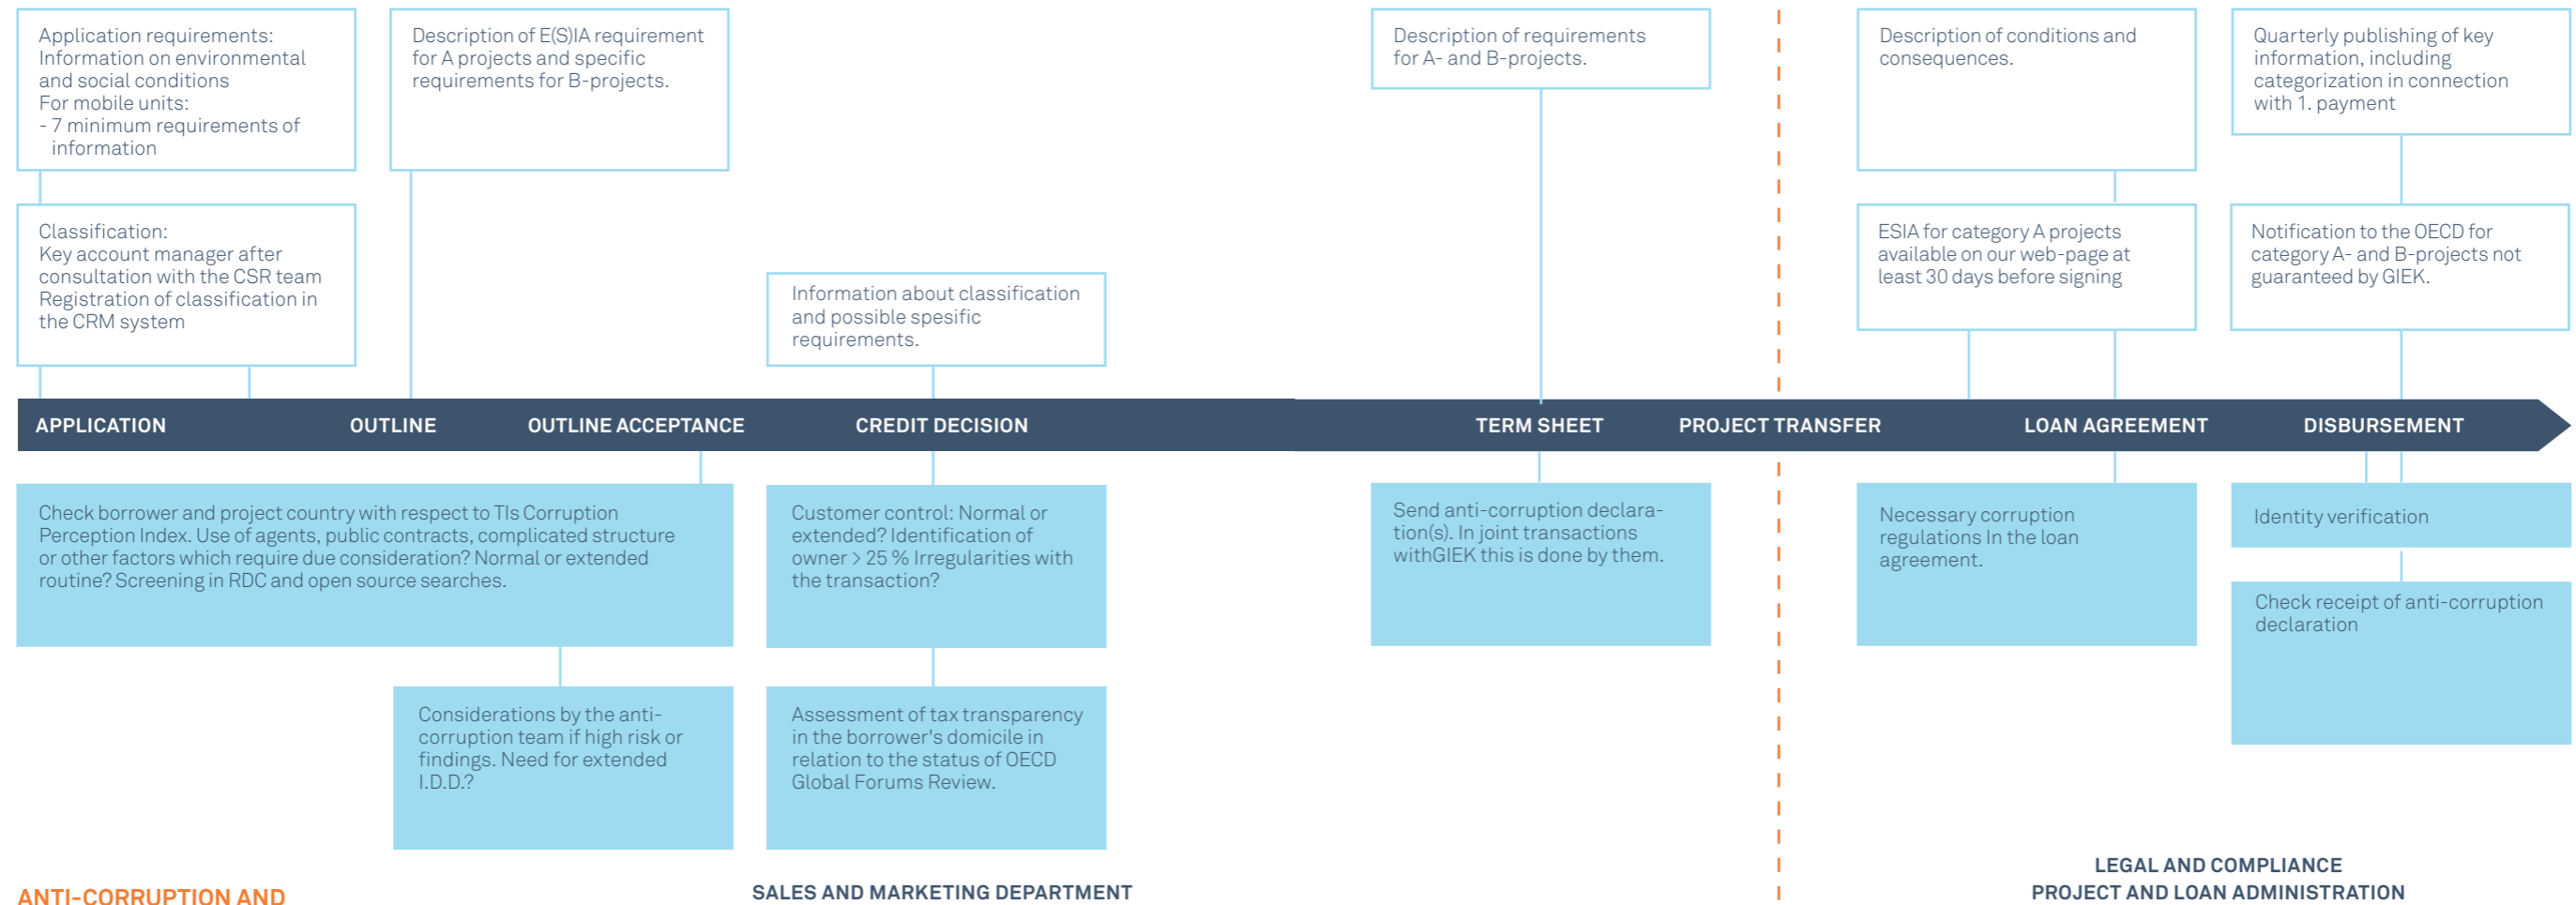 Application requirements:
Information on environmental
and social conditions
For mobile units:
- 7 minimum requirements of
information
Description of E(S)IA requirement
for A projects and specific
requirements for B-projects.
Description of requirements
for A- and B-projects.
Description of conditions and
consequences.
Quarterly publishing of key
information, including
categorization in connection
with 1. payment
Classification:
Key account manager after
consultation with the CSR team
Registration of classification in
the CRM system
Information about classification
and possible spesific
requirements.
ESIA for category A projects
available on our web-page at
least 30 days before signing
Notification to the OECD for
category A- and B-projects not
guaranteed by GIEK.
APPLICATION
OUTLINE
OUTLINE ACCEPTANCE
CREDIT DECISION
TERM SHEET
PROJECT TRANSFER
LOAN AGREEMENT
DISBURSEMENT
Check borrower and project country with respect to TIs Corruption
Perception Index. Use of agents, public contracts, complicated structure
or other factors which require due consideration? Normal or extended
routine? Screening in RDC and open source searches.
Customer control: Normal or
extended? Identification of
owner > 25 % Irregularities with
the transaction?
Send anti-corruption declara-
tion(s). In joint transactions
withGIEK this is done by them.
Necessary corruption
regulations In the loan
agreement.
Identity verification
Check receipt of anti-corruption
declaration
Considerations by the anti-
corruption team if high risk or
findings. Need for extended
I.D.D.?
Assessment of tax transparency
in the borrower's domicile in
relation to the status of OECD
Global Forums Review.
ANTI-CORRUPTION AND
SALES AND MARKETING DEPARTMENT
LEGAL AND COMPLIANCE
PROJECT AND LOAN ADMINISTRATION